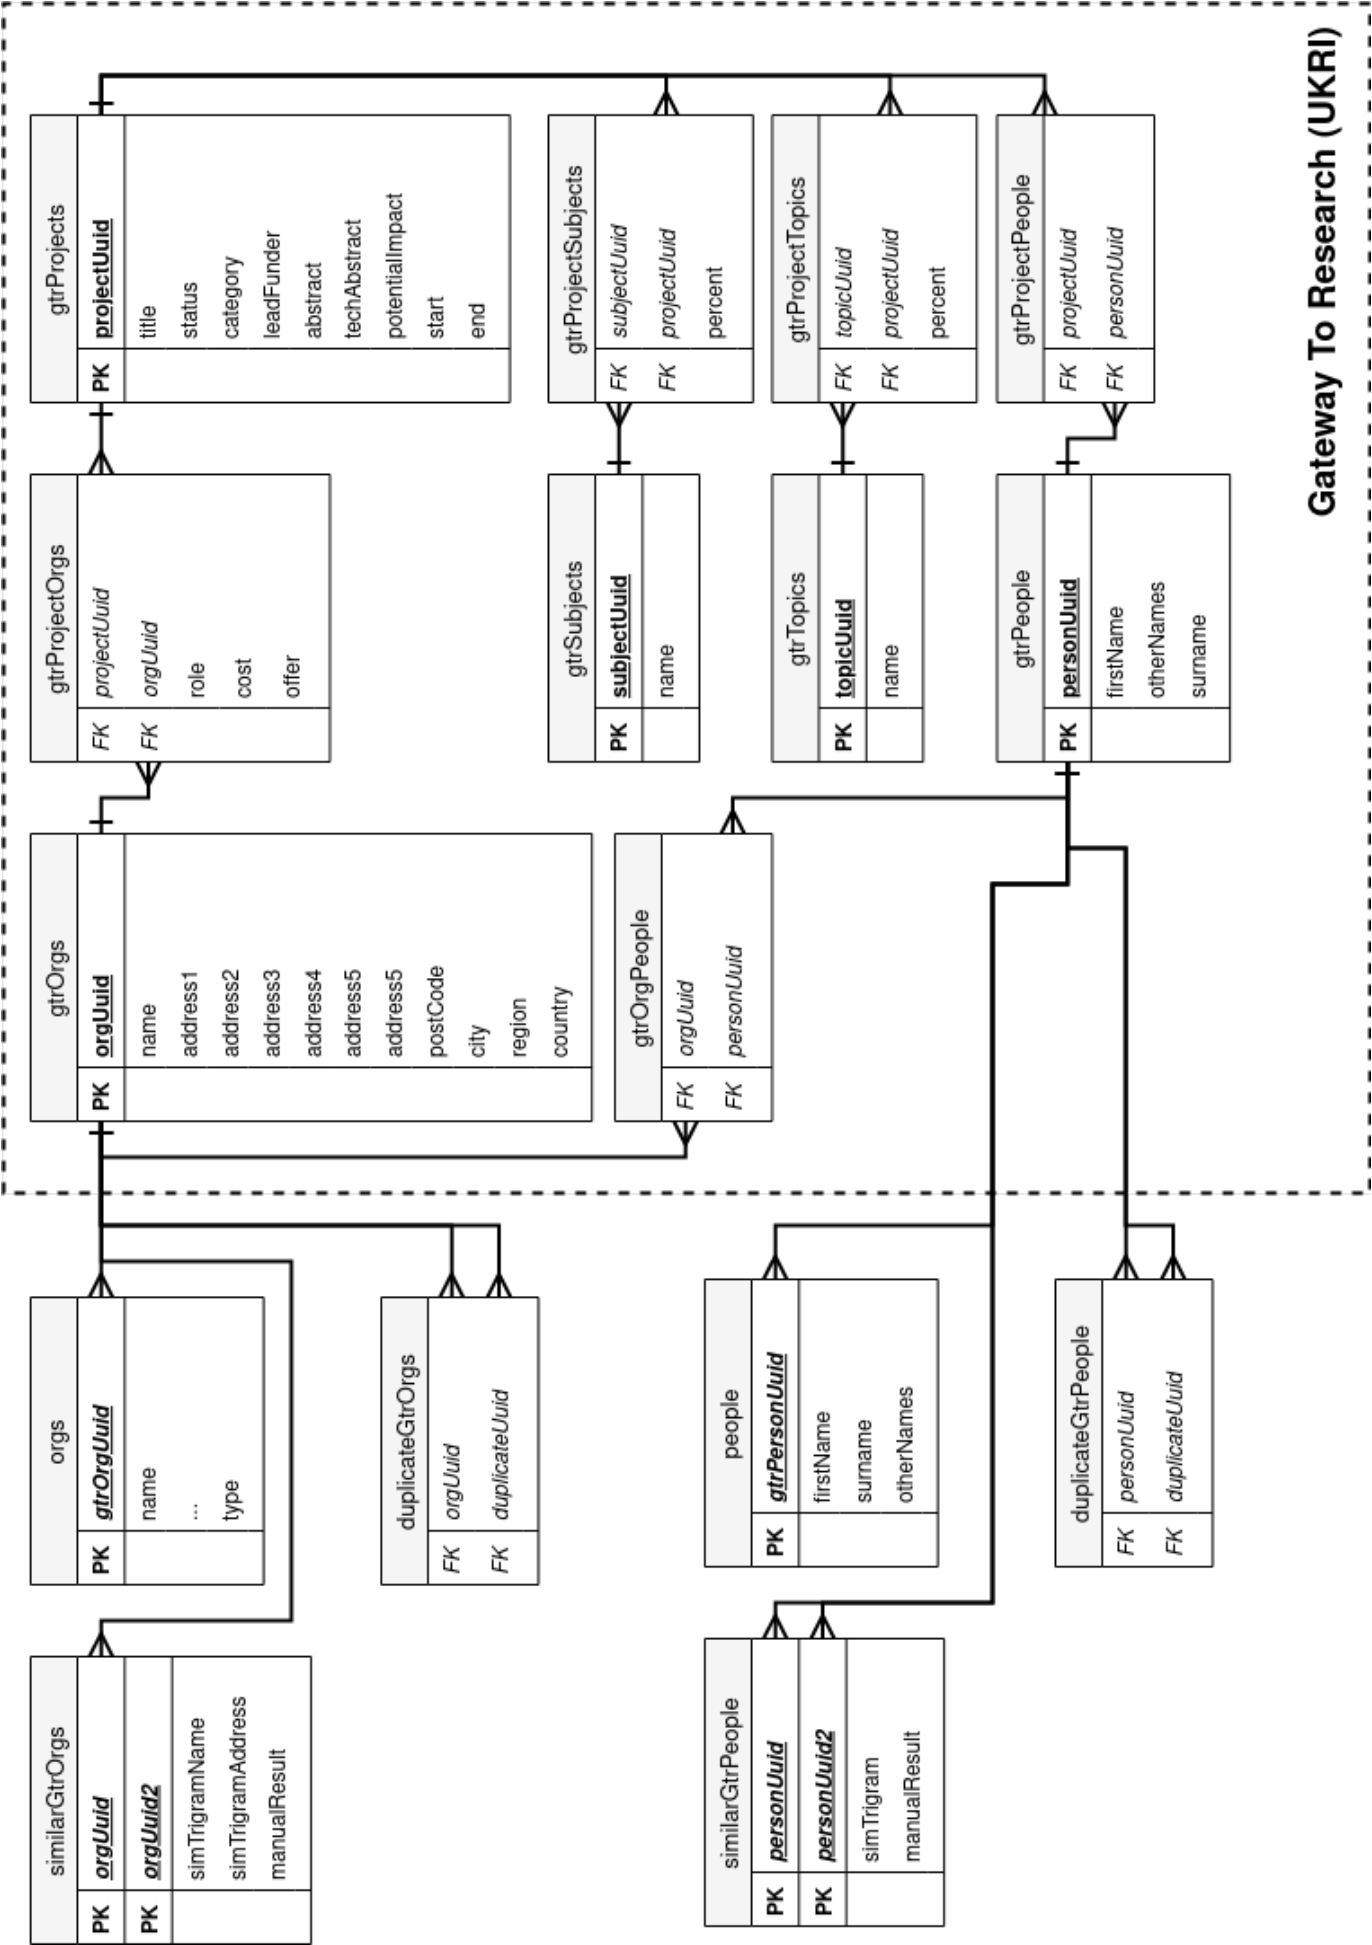 similarGtrOrgs
PK orgUuid
PK orgUuid2
simTrigramName
simTrigramAddress
manualResult
orgs
PK gtrOrgUuid
name
...
type
gtrOrgs
PK orgUuid
name
address1
address2
address3
address4
address5
address5
postCode
city
region
country
gtrProjectOrgs
FK projectUuid
FK orgUuid
role
cost
offer
gtrProjects
PK projectUuid
title
status
category
leadFunder
abstract
techAbstract
potentialImpact
start
end
duplicateGtrOrgs
FK orgUuid
FK duplicateUuid
gtrOrgPeople
FK orgUuid
FK personUuid
gtrSubjects
PK subjectUuid
name
gtrProjectSubjects
FK subjectUuid
FK projectUuid
percent
similarGtrPeople
PK personUuid
PK personUuid2
simTrigram
manualResult
people
PK gtrPersonUuid
firstName
surname
otherNames
gtrTopics
PK topicUuid
name
gtrProjectTopics
FK topicUuid
FK projectUuid
percent
duplicateGtrPeople
FK personUuid
FK duplicateUuid
gtrPeople
PK personUuid
firstName
otherNames
surname
gtrProjectPeople
FK projectUuid
FK personUuid
Gateway To Research (UKRI)